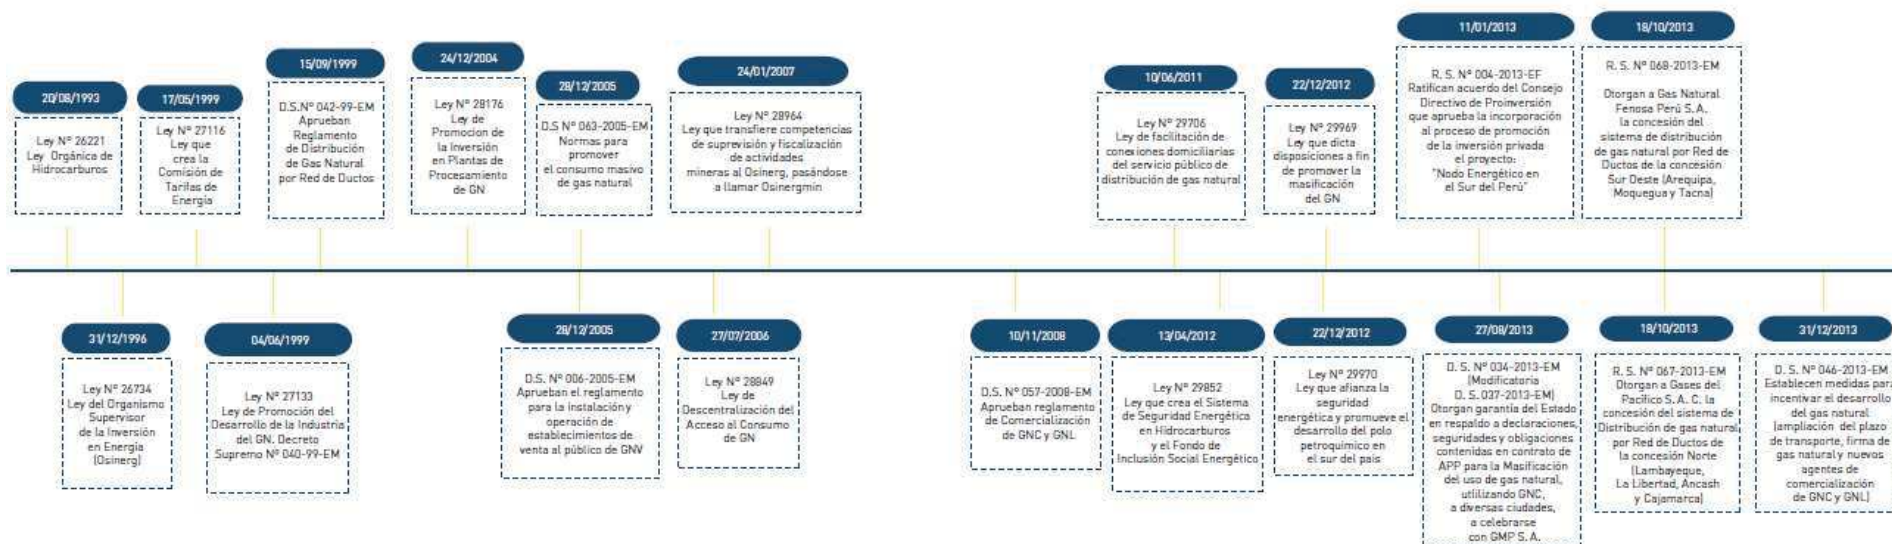 20/08/1993
Ley Nº 26221
Ley Orgánica de
Hidrocarburos
17/05/1999
Ley Nº 27116
Ley que
crea la
Comisión de
Tarifas de
Energía
15/09/1999
D.S.Nº 042-99-EM
Aprueban
Reglamento
de Distribución
de Gas Natural
por Red de Ductos
24/12/2004
Ley Nº 28176
Ley de
Promocion de
la Inversión
en Plantas de
Procesamiento
de GN
28/12/2005
D.S Nº 063-2005-EM
Normas para
promover
el consumo masivo
de gas natural
24/01/2007
Ley Nº 28964
Ley que transfiere competencias
de suprevisión y fiscalización
de actividades
mineras al Osinerg, pasándose
a llamar Osinergmin
10/06/2011
Ley Nº 29706
Ley de facilitación de
conexiones domiciliarias
del servicio público de
distribución de gas natural
22/12/2012
Ley Nº 29969
Ley que dicta
disposiciones a fin
de promover la
masificación
del GN
11/01/2013
R. S. Nº 004-2013-EF
Ratifican acuerdo del Consejo
Directivo de Proinversión
que aprueba la incorporación
al proceso de promoción
de la inversión privada
el proyecto:
"Nodo Energético en
el Sur del Perú"
18/10/2013
R. S. Nº 068-2013-EM
Otorgan a Gas Natural
Fenosa Perú S. A.
la concesión del
sistema de distribución
de gas natural por Red de
Ductos de la concesión
Sur Oeste (Arequipa,
Moquegua y Tacna)
31/12/1996
Ley Nº 26734
Ley del Organismo
Supervisor
de la Inversión
en Energía
(Osinerg)
04/06/1999
Ley Nº 27133
Ley de Promoción del
Desarrollo de la Industria
del GN. Decreto
Supremo Nº 040-99-EM
28/12/2005
D.S. Nº 006-2005-EM
Aprueban el reglamento
para la instalación y
operación de
establecimientos de
venta al público de GNV
27/07/2006
Ley Nº 28849
Ley de
Descentralización del
Acceso al Consumo
de GN
10/11/2008
D.S. Nº 057-2008-EM
Aprueban reglamento
de Comercialización
de GNC y GNL
13/04/2012
Ley Nº 29852
Ley que crea el Sistema
de Seguridad Energética
en Hidrocarburos
y el Fondo de
Inclusión Social Energético
22/12/2012
Ley Nº 29970
Ley que afianza la
seguridad
energética y promueve el
desarrollo del polo
petroquímico en
el sur del país
27/08/2013
D. S. Nº 034-2013-EM
(Modificatoria
D. S. 037-2013-EM)
Otorgan garantía del Estado
en respaldo a declaraciones,
seguridades y obligaciones
contenidas en contrato de
APP para la Masificación
del uso de gas natural,
utlilizando GNC,
a diversas ciudades,
a celebrarse
con GMP S. A.
18/10/2013
R. S. Nº 067-2013-EM
Otorgan a Gases del
Pacífico S. A. C. la
concesión del sistema de
Distribución de gas natural
por Red de Ductos de
la concesión Norte
(Lambayeque,
La Libertad, Ancash
y Cajamarca)
31/12/2013
D. S. Nº 046-2013-EM
Establecen medidas para
incentivar el desarrollo
del gas natural
(ampliación del plazo
de transporte, firma de
gas natural y nuevos
agentes de
comercialización
de GNC y GNL)